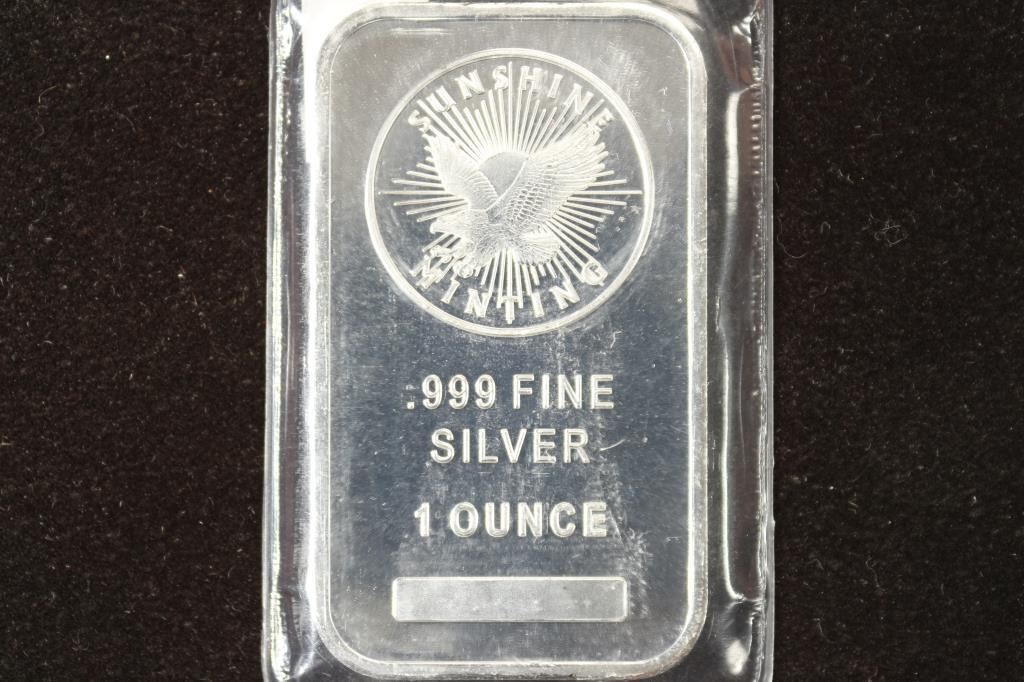 SUNSHINE
MINTING
.999 FINE
SILVER
1 OUNCE